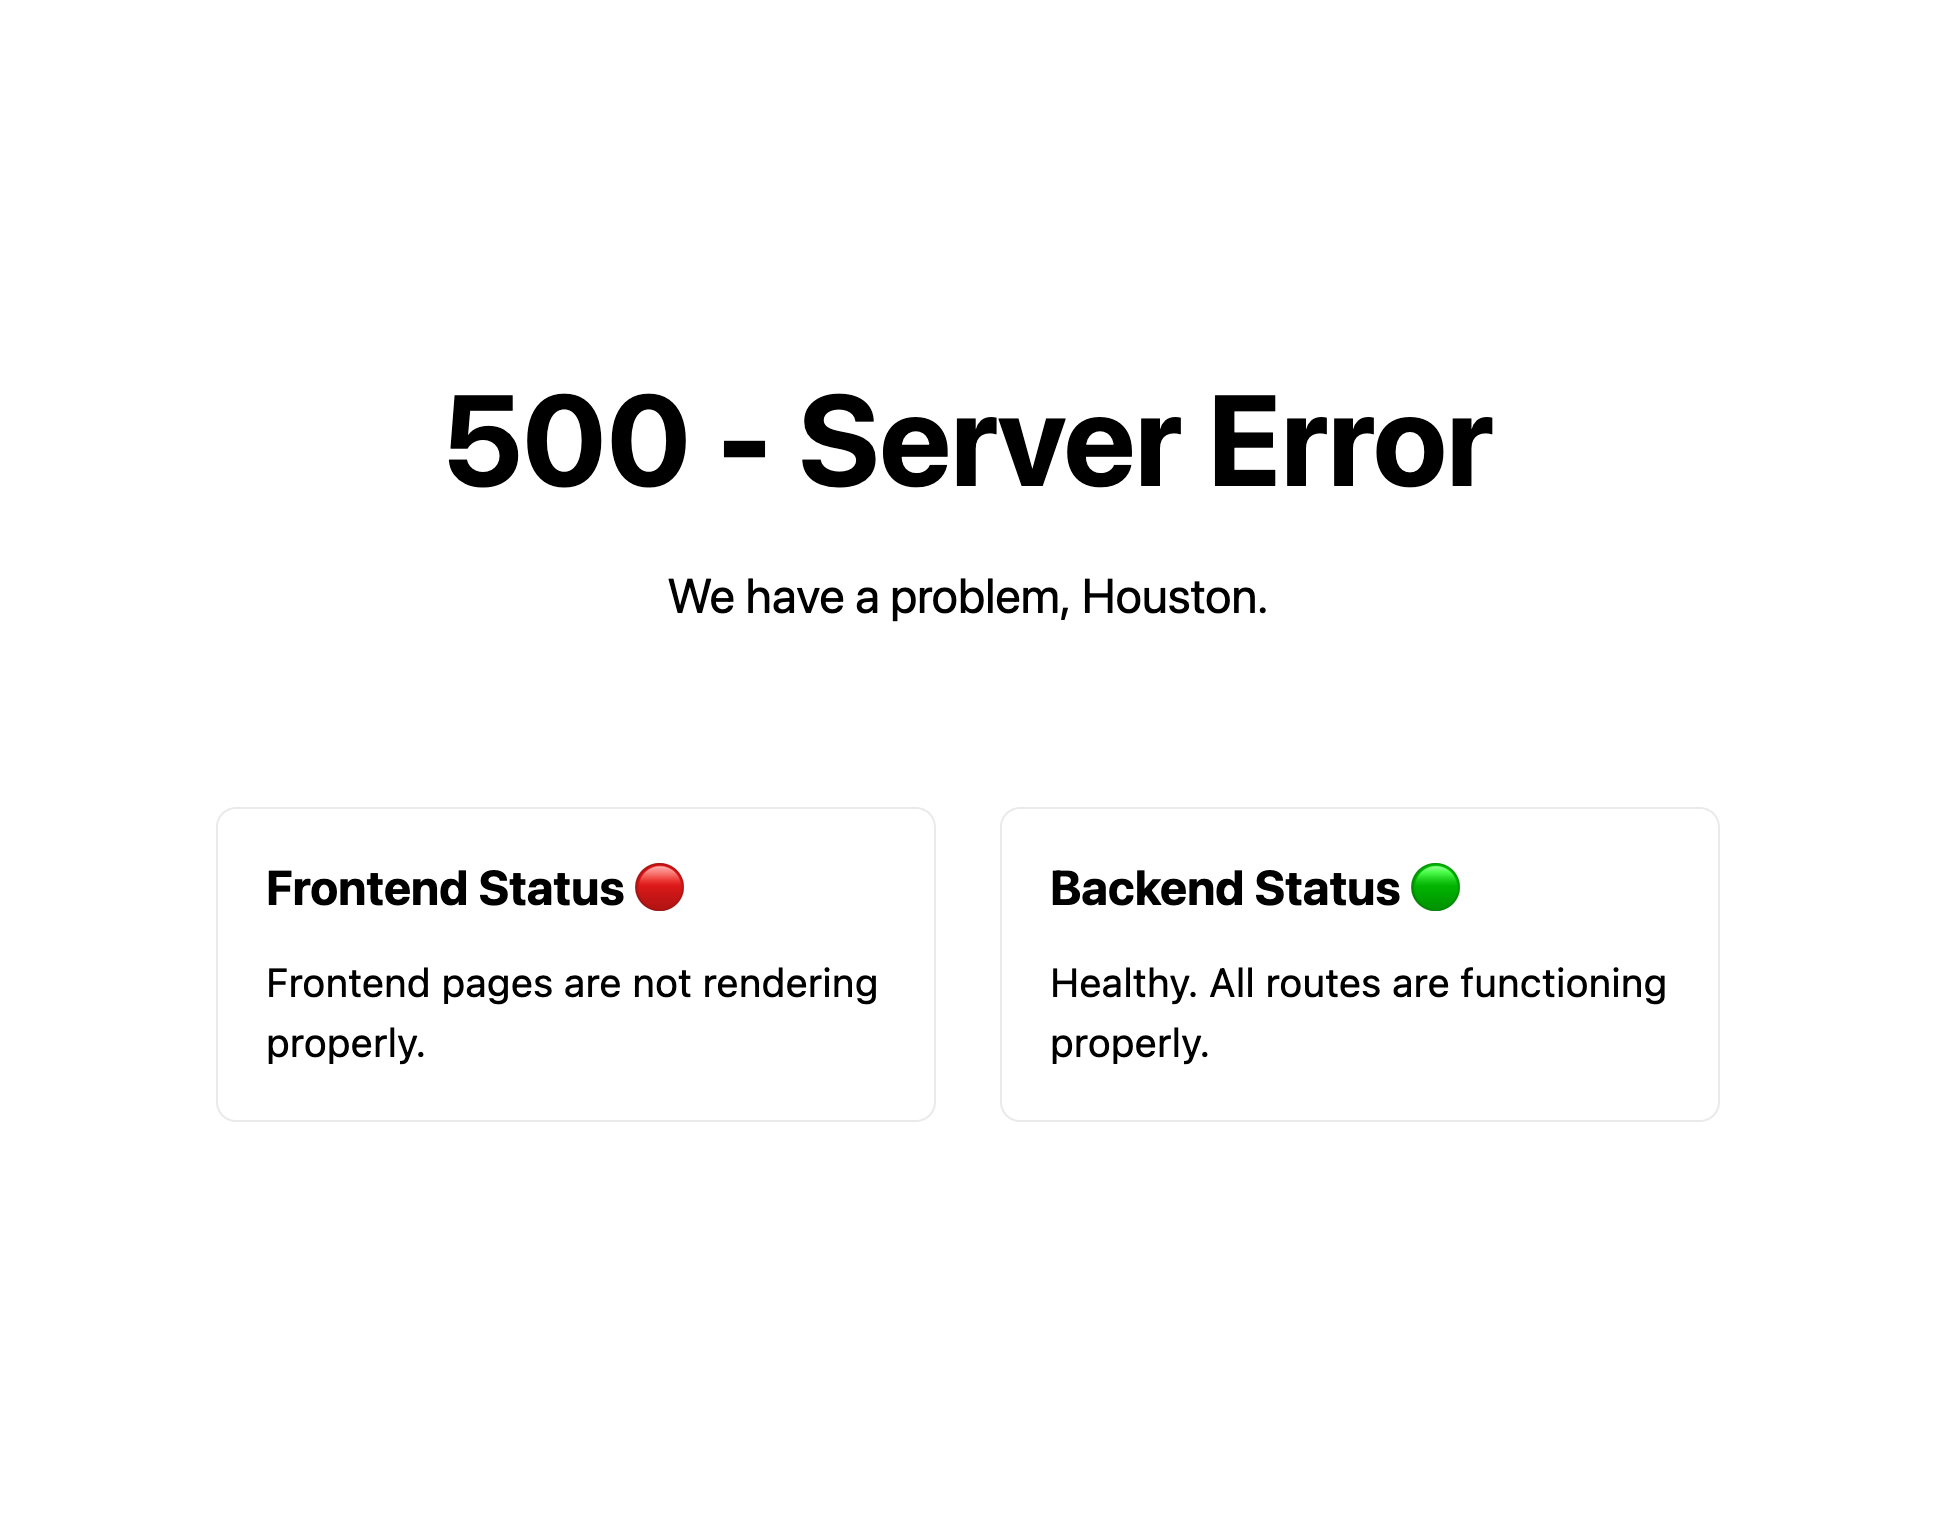 500 - Server Error
We have a problem, Houston.
Frontend Status 🔴
Frontend pages are not rendering
properly.
Backend Status 🟢
Healthy. All routes are functioning
properly.